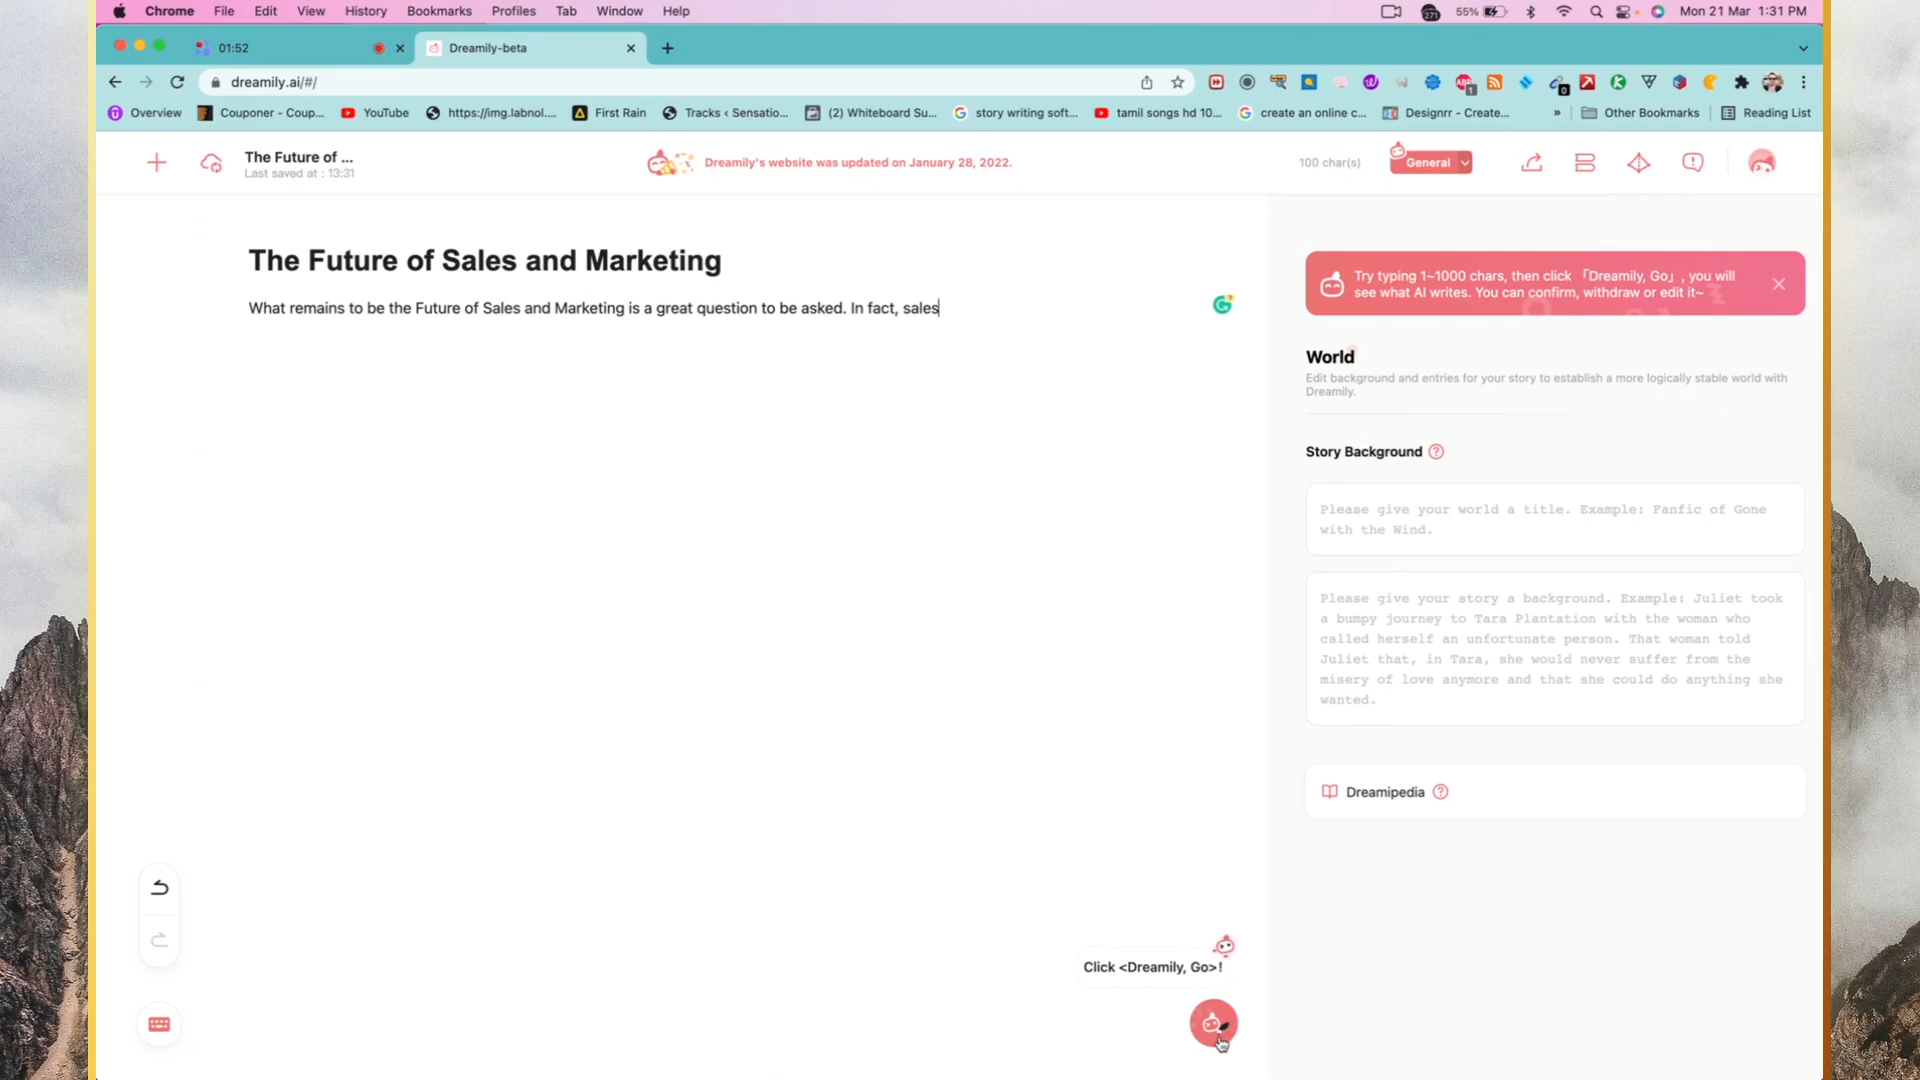 Chrome File Edit View History Bookmarks Profiles Tab Window Help 271 55% Mon 21 Mar 1:31 PM
01:52 Dreamily-beta
dreamily.ai/#/
Overview Couponer - Coup... YouTube https://img.labnol.... First Rain Tracks ‹ Sensatio... (2) Whiteboard Su... story writing soft... tamil songs hd 10... create an online c... Designrr - Create... » Other Bookmarks Reading List
The Future of ...
Last saved at : 13:31
Dreamily's website was updated on January 28, 2022.
100 char(s)
General
The Future of Sales and Marketing
What remains to be the Future of Sales and Marketing is a great question to be asked. In fact, sales
Try typing 1~1000 chars, then click 「Dreamily, Go」, you will
see what AI writes. You can confirm, withdraw or edit it~
World
Edit background and entries for your story to establish a more logically stable world with
Dreamily.
Story Background
Please give your world a title. Example: Fanfic of Gone
with the Wind.
Please give your story a background. Example: Juliet took
a bumpy journey to Tara Plantation with the woman who
called herself an unfortunate person. That woman told
Juliet that, in Tara, she would never suffer from the
misery of love anymore and that she could do anything she
wanted.
Dreamipedia
Click <Dreamily, Go>!